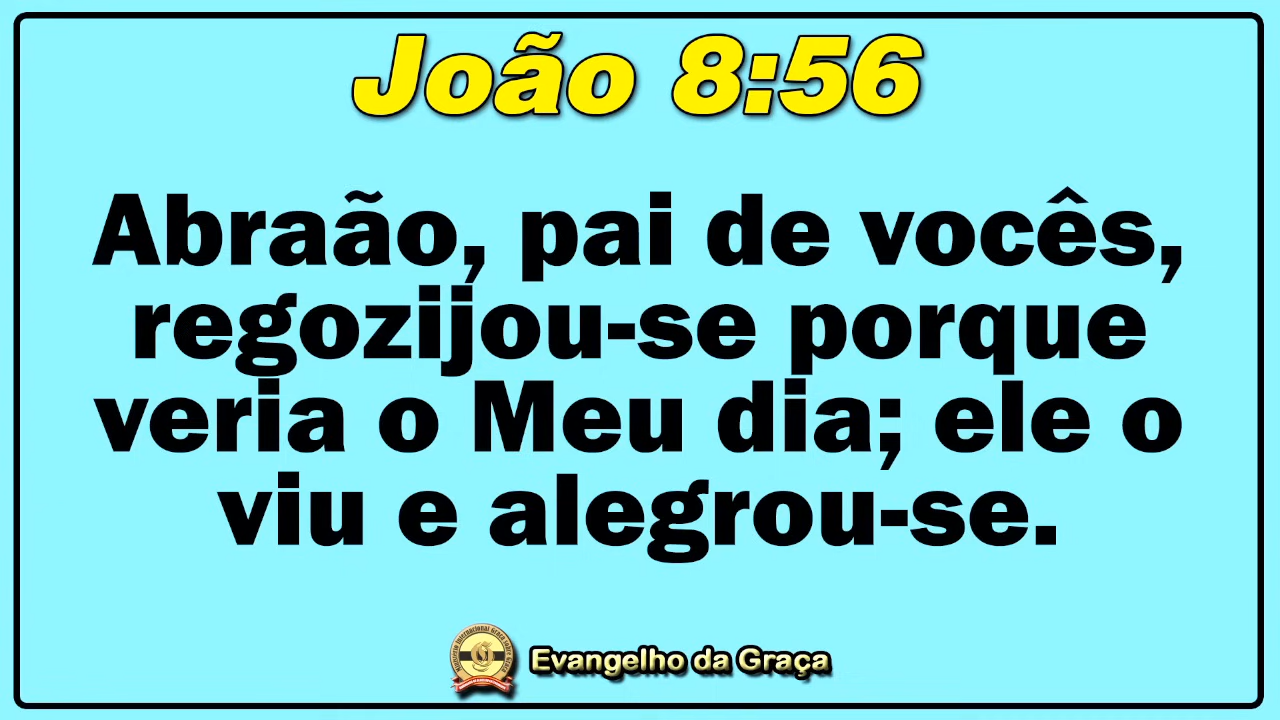 João 8:56
Abraão, pai de vocês,
regozijou-se porque
veria o Meu dia; ele o
viu e alegrou-se.
Evangelho da Graça